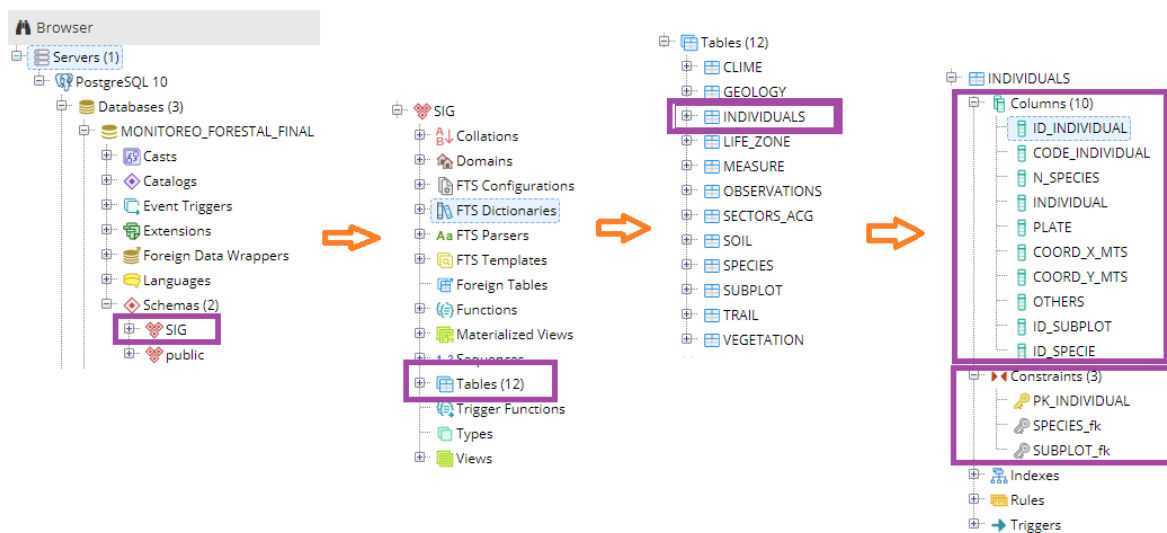 Browser
Servers (1)
PostgreSQL 10
Databases (3)
MONITOREO_FORESTAL_FINAL
Casts
Catalogs
Event Triggers
Extensions
Foreign Data Wrappers
Languages
Schemas (2)
SIG
public
SIG
Collations
Domains
FTS Configurations
FTS Dictionaries
Aa FTS Parsers
FTS Templates
Foreign Tables
Functions
Materialized Views
1..3 Sequences
Tables (12)
Trigger Functions
Types
Views
Tables (12)
CLIME
GEOLOGY
INDIVIDUALS
LIFE_ZONE
MEASURE
OBSERVATIONS
SECTORS_ACG
SOIL
SPECIES
SUBPLOT
TRAIL
VEGETATION
INDIVIDUALS
Columns (10)
ID_INDIVIDUAL
CODE_INDIVIDUAL
N_SPECIES
INDIVIDUAL
PLATE
COORD_X_MTS
COORD_Y_MTS
OTHERS
ID_SUBPLOT
ID_SPECIE
Constraints (3)
PK_INDIVIDUAL
SPECIES_fk
SUBPLOT_fk
Indexes
Rules
Triggers